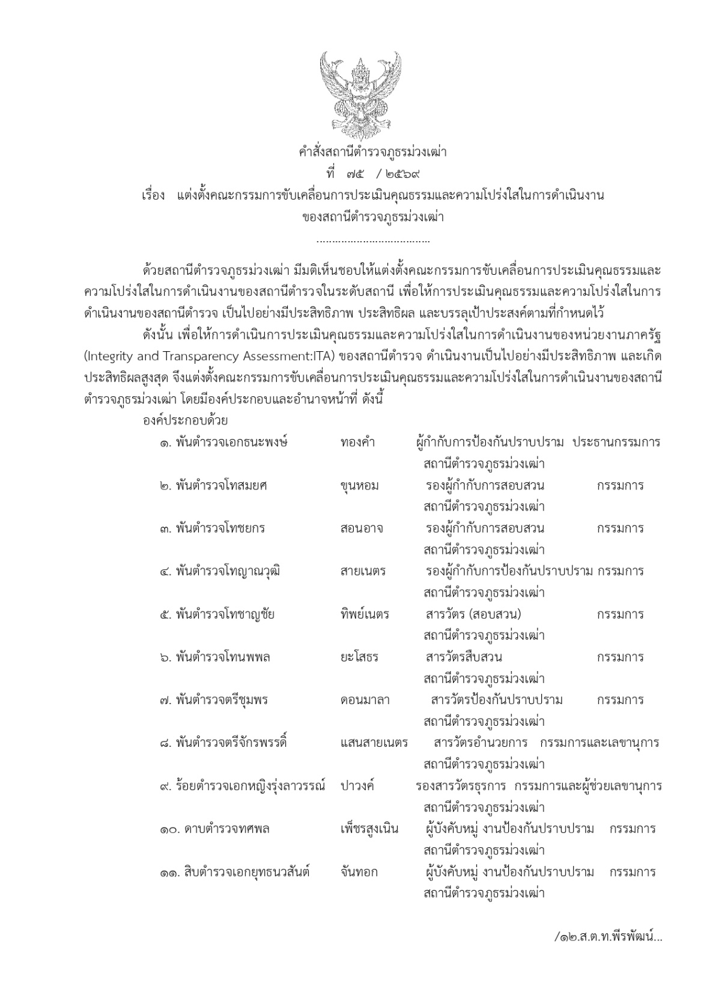 คำสั่งสถานีตำรวจภูธรม่วงเฒ่า
ที่ ๗๕ / ๒๕๖๙
เรื่อง แต่งตั้งคณะกรรมการขับเคลื่อนการประเมินคุณธรรมและความโปร่งใสในการดำเนินงาน
ของสถานีตำรวจภูธรม่วงเฒ่า
.....................................
ด้วยสถานีตำรวจภูธรม่วงเฒ่า มีมติเห็นชอบให้แต่งตั้งคณะกรรมการขับเคลื่อนการประเมินคุณธรรมและ
ความโปร่งใสในการดำเนินงานของสถานีตำรวจในระดับสถานี เพื่อให้การประเมินคุณธรรมและความโปร่งใสในการ
ดำเนินงานของสถานีตำรวจ เป็นไปอย่างมีประสิทธิภาพ ประสิทธิผล และบรรลุเป้าประสงค์ตามที่กำหนดไว้
ดังนั้น เพื่อให้การดำเนินการประเมินคุณธรรมและความโปร่งใสในการดำเนินงานของหน่วยงานภาครัฐ
(Integrity and Transparency Assessment:ITA) ของสถานีตำรวจ ดำเนินงานเป็นไปอย่างมีประสิทธิภาพ และเกิด
ประสิทธิผลสูงสุด จึงแต่งตั้งคณะกรรมการขับเคลื่อนการประเมินคุณธรรมและความโปร่งใสในการดำเนินงานของสถานี
ตำรวจภูธรม่วงเฒ่า โดยมีองค์ประกอบและอำนาจหน้าที่ ดังนี้
องค์ประกอบด้วย
๑. พันตำรวจเอกธนะพงษ์ ทองคำ ผู้กำกับการป้องกันปราบปราม ประธานกรรมการ
สถานีตำรวจภูธรม่วงเฒ่า
๒. พันตำรวจโทสมยศ ขุนหอม รองผู้กำกับการสอบสวน กรรมการ
สถานีตำรวจภูธรม่วงเฒ่า
๓. พันตำรวจโทชยกร สอนอาจ รองผู้กำกับการสอบสวน กรรมการ
สถานีตำรวจภูธรม่วงเฒ่า
๔. พันตำรวจโทญาณวุฒิ สายเนตร รองผู้กำกับการป้องกันปราบปราม กรรมการ
สถานีตำรวจภูธรม่วงเฒ่า
๕. พันตำรวจโทชาญชัย ทิพย์เนตร สารวัตร (สอบสวน) กรรมการ
สถานีตำรวจภูธรม่วงเฒ่า
๖. พันตำรวจโทนพพล ยะโสธร สารวัตรสืบสวน กรรมการ
สถานีตำรวจภูธรม่วงเฒ่า
๗. พันตำรวจตรีชุมพร ดอนมาลา สารวัตรป้องกันปราบปราม กรรมการ
สถานีตำรวจภูธรม่วงเฒ่า
๘. พันตำรวจตรีจักรพรรดิ์ แสนสายเนตร สารวัตรอำนวยการ กรรมการและเลขานุการ
สถานีตำรวจภูธรม่วงเฒ่า
๙. ร้อยตำรวจเอกหญิงรุ่งลาวรรณ์ ปาวงค์ รองสารวัตรธุรการ กรรมการและผู้ช่วยเลขานุการ
สถานีตำรวจภูธรม่วงเฒ่า
๑๐. ดาบตำรวจทศพล เพ็ชรสูงเนิน ผู้บังคับหมู่ งานป้องกันปราบปราม กรรมการ
สถานีตำรวจภูธรม่วงเฒ่า
๑๑. สิบตำรวจเอกยุทธนวสันต์ จันทอก ผู้บังคับหมู่ งานป้องกันปราบปราม กรรมการ
สถานีตำรวจภูธรม่วงเฒ่า
/๑๒.ส.ต.ท.พีรพัฒน์...